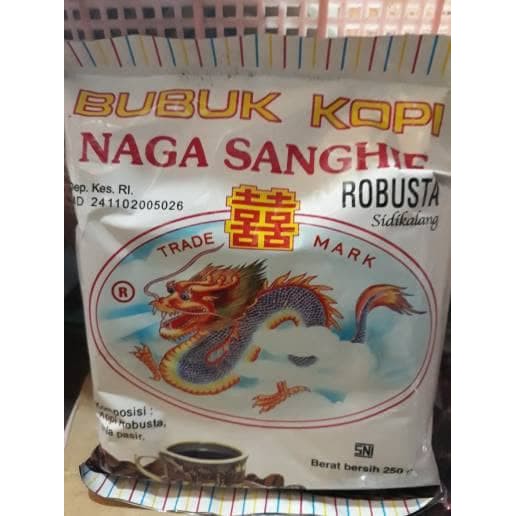 BUBUK KOPI
NAGA SANGHIE
Dep. Kes. RI.
MD 241102005026
ROBUSTA
Sidikalang
囍
TRADE MARK
®
Komposisi :
Kopi Robusta,
pasir.
SNI
Berat bersih 250